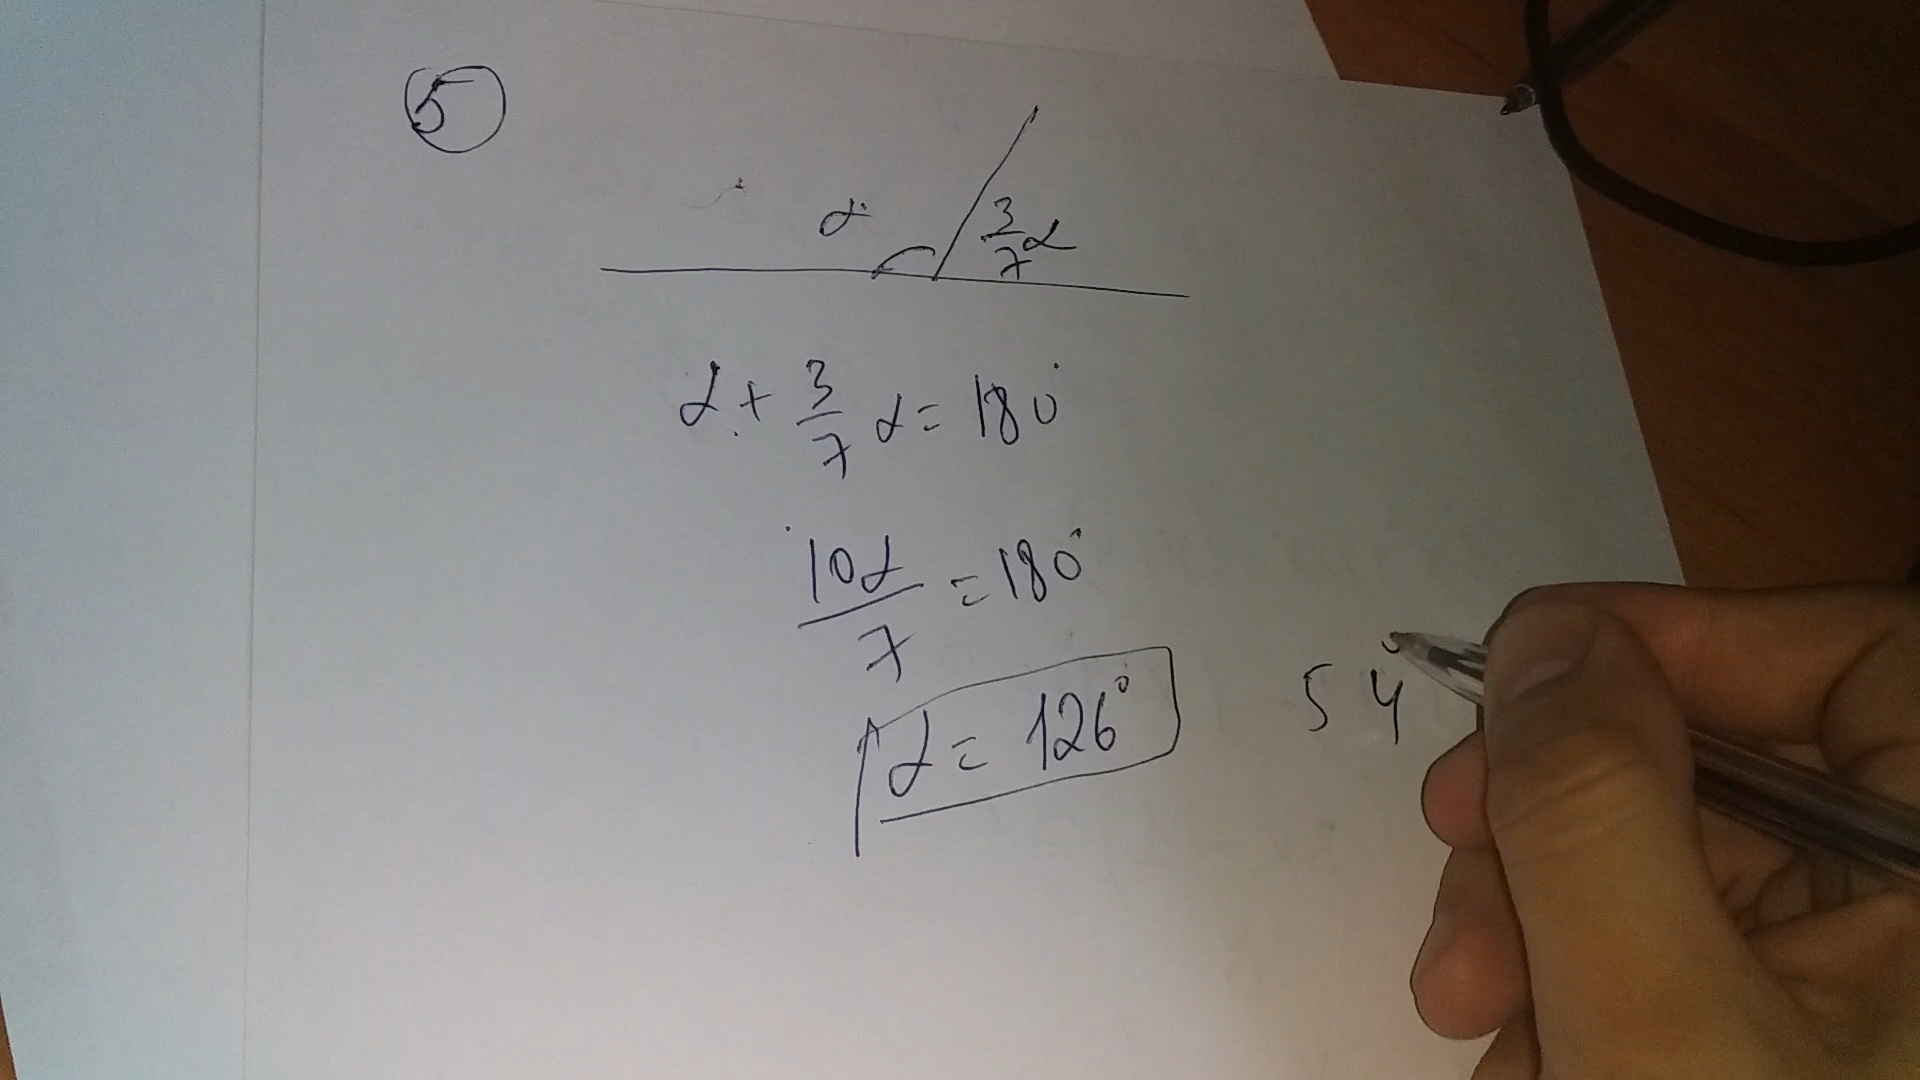 5
α 3/7 α
α + 3/7 α = 180°
10α/7 = 180°
α = 126° 54°